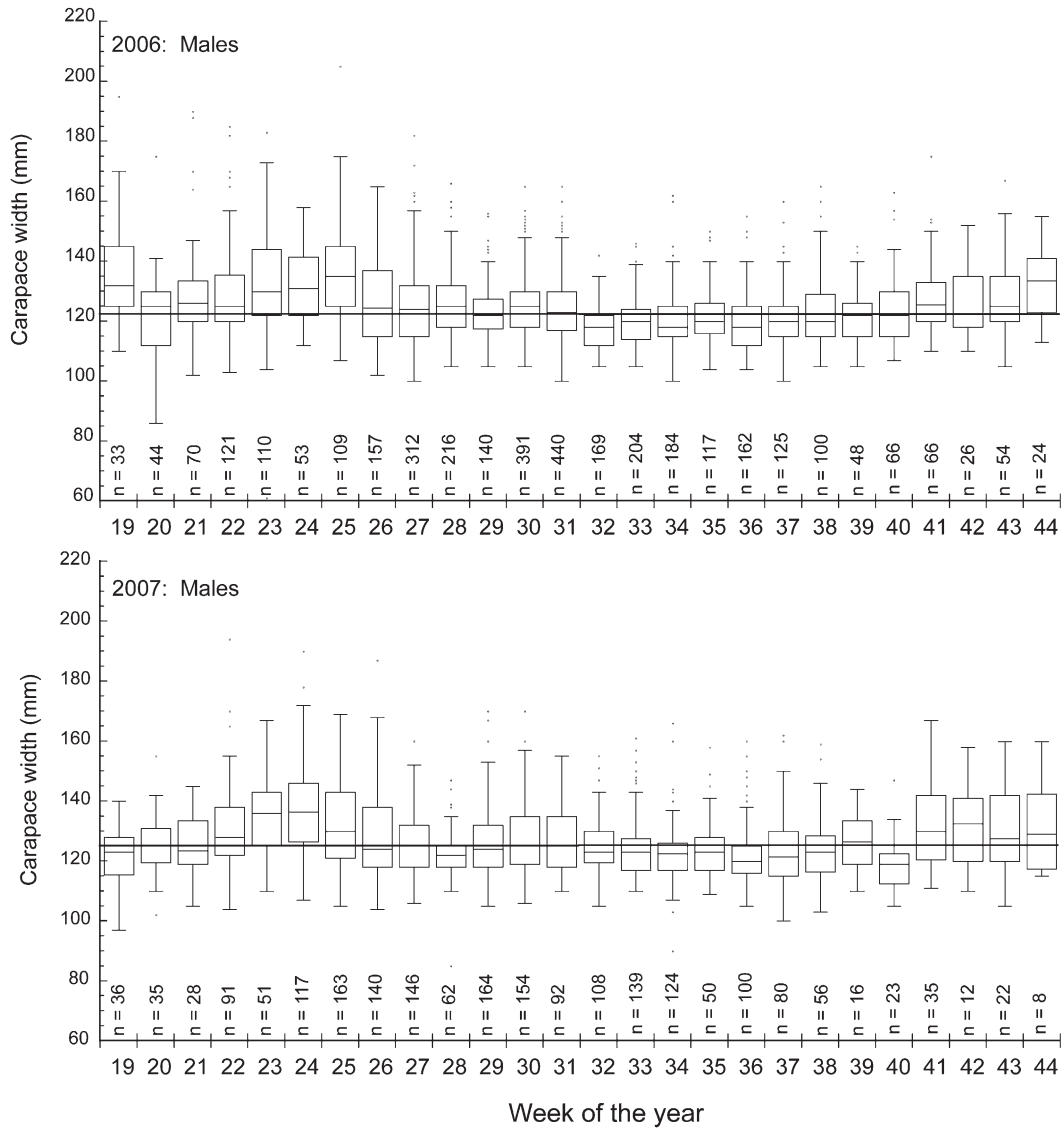 220
2006: Males
200
180
160
140
120
100
80
60
Carapace width (mm)
n = 33 n = 44 n = 70 n = 121 n = 110 n = 53 n = 109 n = 157 n = 312 n = 216 n = 140 n = 391 n = 440 n = 169 n = 204 n = 184 n = 117 n = 162 n = 125 n = 100 n = 48 n = 66 n = 66 n = 26 n = 54 n = 24
19 20 21 22 23 24 25 26 27 28 29 30 31 32 33 34 35 36 37 38 39 40 41 42 43 44
220
2007: Males
200
180
160
140
120
100
80
60
Carapace width (mm)
n = 36 n = 35 n = 28 n = 91 n = 51 n = 117 n = 163 n = 140 n = 146 n = 62 n = 164 n = 154 n = 92 n = 108 n = 139 n = 124 n = 50 n = 100 n = 80 n = 56 n = 16 n = 23 n = 35 n = 12 n = 22 n = 8
19 20 21 22 23 24 25 26 27 28 29 30 31 32 33 34 35 36 37 38 39 40 41 42 43 44
Week of the year